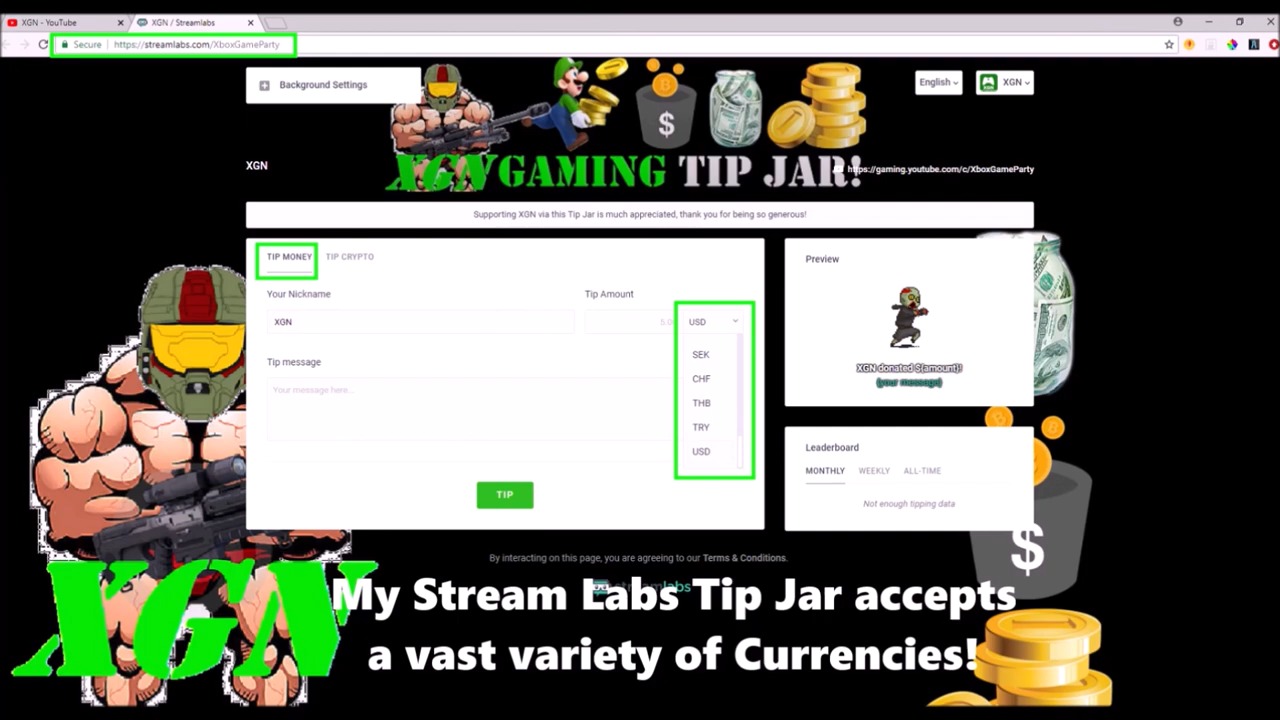 XGN - YouTube
XGN / Streamlabs
Secure
https://streamlabs.com/XboxGameParty
Background Settings
English
XGN
$
XGN GAMING TIP JAR!
XGN
https://gaming.youtube.com/c/XboxGameParty
Supporting XGN via this Tip Jar is much appreciated, thank you for being so generous!
TIP MONEY
TIP CRYPTO
Your Nickname
Tip Amount
XGN
5.0
USD
SEK
CHF
THB
TRY
USD
Tip message
Your message here...
TIP
Preview
XGN donated ${amount}!
{your message}
Leaderboard
MONTHLY
WEEKLY
ALL-TIME
Not enough tipping data
$
By interacting on this page, you are agreeing to our Terms & Conditions.
streamlabs
XGN
My Stream Labs Tip Jar accepts
a vast variety of Currencies!